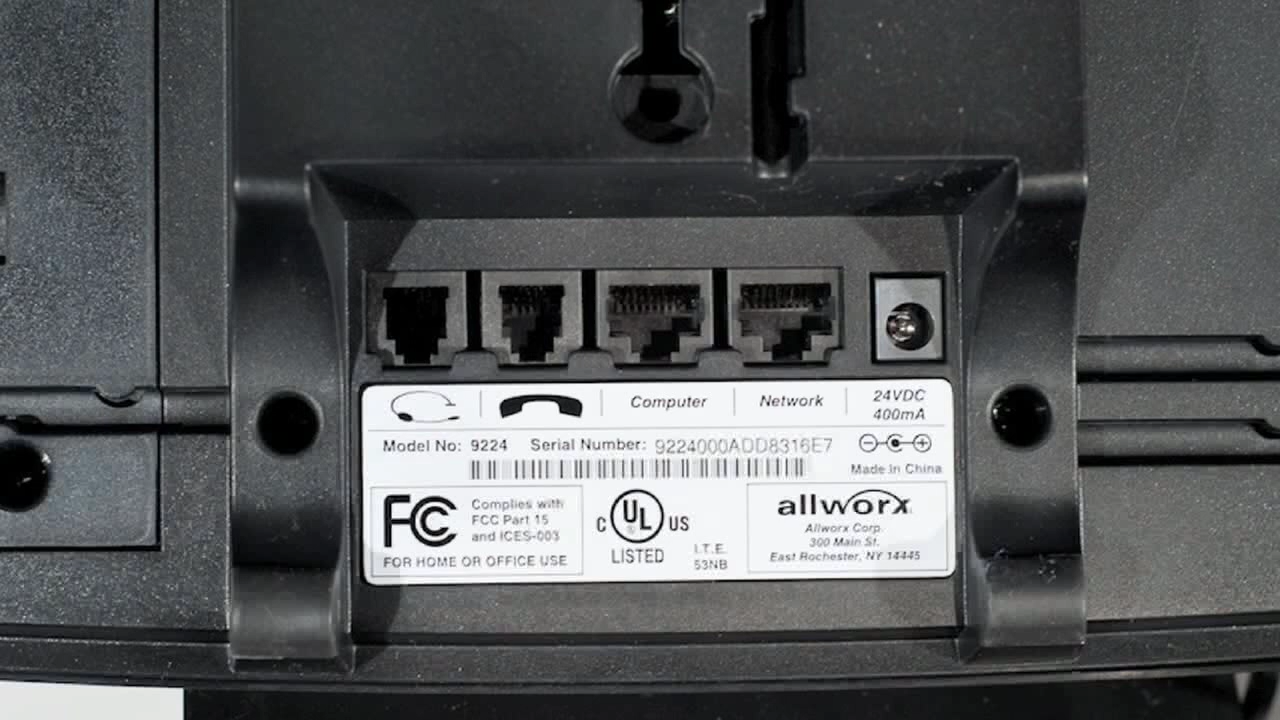 Computer Network 24VDC
400mA
Model No: 9224 Serial Number: 9224000ADD8316E7
Made In China
FCC Complies with
FCC Part 15
and ICES-003
FOR HOME OR OFFICE USE
C UL US
®
LISTED
I.T.E.
53NB
allworx
Allworx Corp.
300 Main St.
East Rochester, NY 14445